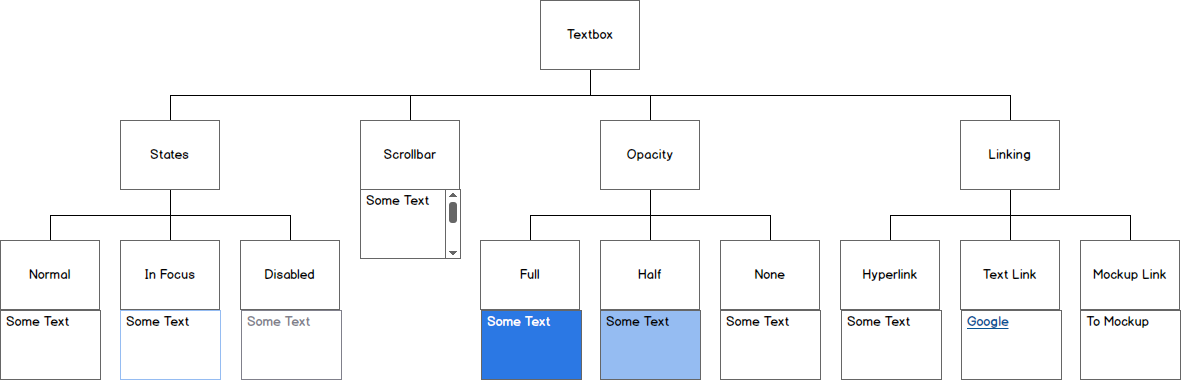 Textbox
States
Scrollbar
Opacity
Linking
Some Text
Normal
In Focus
Disabled
Full
Half
None
Hyperlink
Text Link
Mockup Link
Some Text
Some Text
Some Text
Some Text
Some Text
Some Text
Some Text
Google
To Mockup